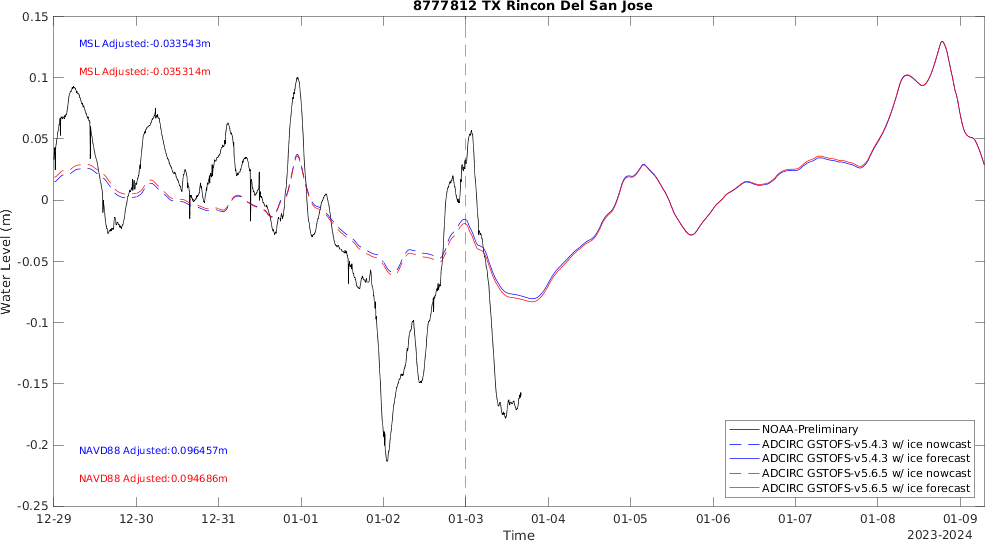 8777812 TX Rincon Del San Jose
0.15
0.1
0.05
0
-0.05
-0.1
-0.15
-0.2
-0.25
Water Level (m)
MSL Adjusted:-0.033543m
MSL Adjusted:-0.035314m
NAVD88 Adjusted:0.096457m
NAVD88 Adjusted:0.094686m
NOAA-Preliminary
ADCIRC GSTOFS-v5.4.3 w/ ice nowcast
ADCIRC GSTOFS-v5.4.3 w/ ice forecast
ADCIRC GSTOFS-v5.6.5 w/ ice nowcast
ADCIRC GSTOFS-v5.6.5 w/ ice forecast
12-29 12-30 12-31 01-01 01-02 01-03 01-04 01-05 01-06 01-07 01-08 01-09
Time
2023-2024